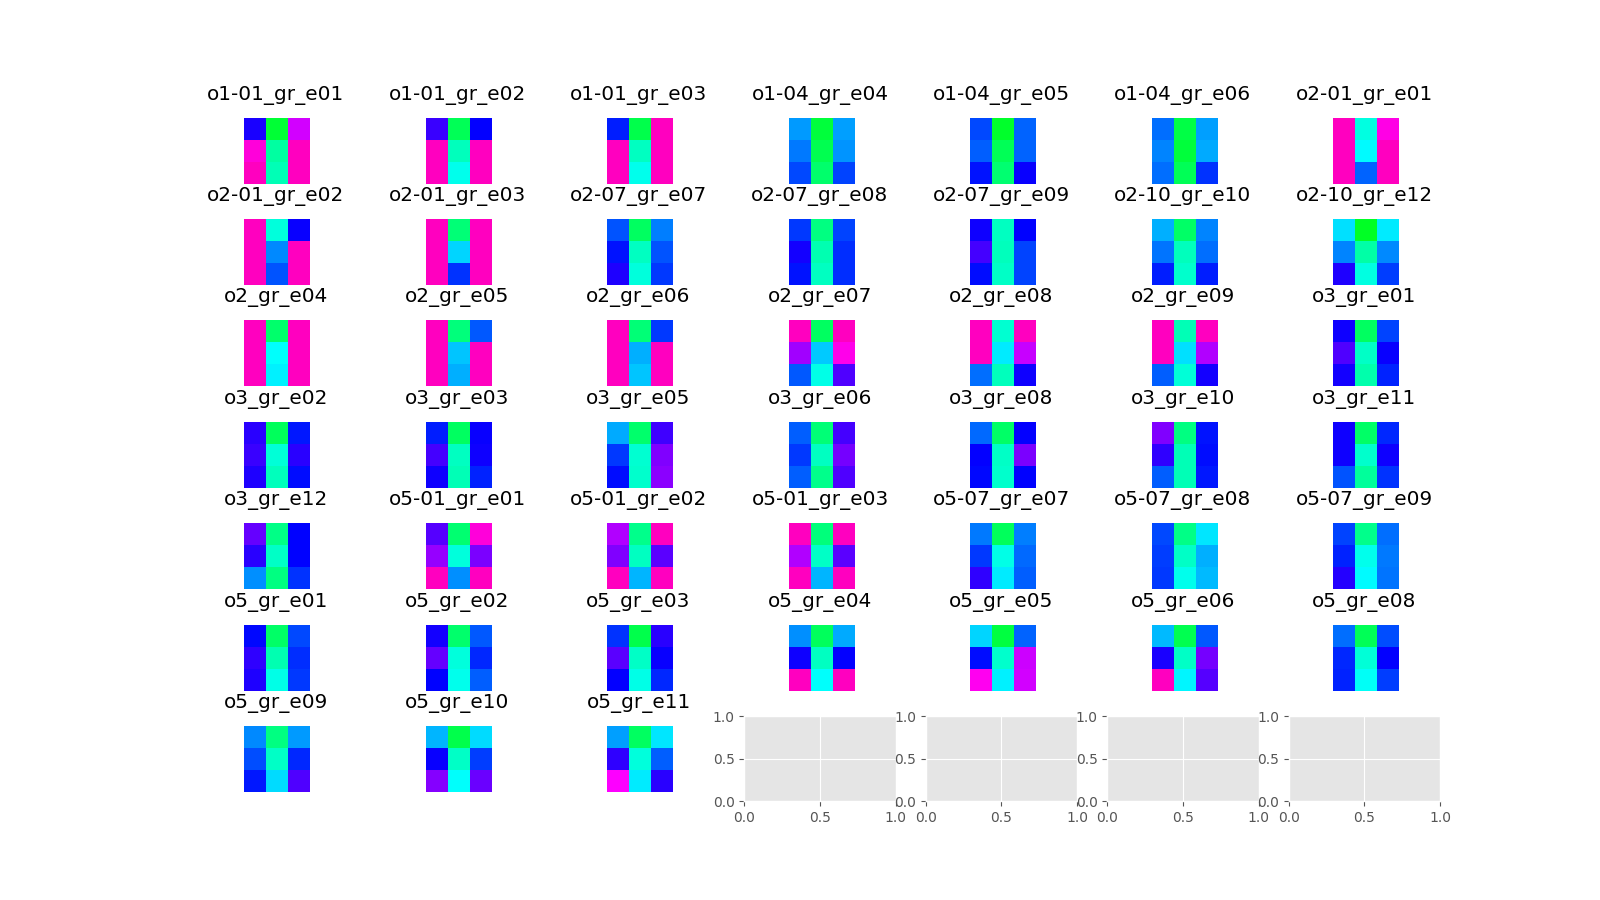 o1-01_gr_e01 o1-01_gr_e02 o1-01_gr_e03 o1-04_gr_e04 o1-04_gr_e05 o1-04_gr_e06 o2-01_gr_e01
o2-01_gr_e02 o2-01_gr_e03 o2-07_gr_e07 o2-07_gr_e08 o2-07_gr_e09 o2-10_gr_e10 o2-10_gr_e12
o2_gr_e04 o2_gr_e05 o2_gr_e06 o2_gr_e07 o2_gr_e08 o2_gr_e09 o3_gr_e01
o3_gr_e02 o3_gr_e03 o3_gr_e05 o3_gr_e06 o3_gr_e08 o3_gr_e10 o3_gr_e11
o3_gr_e12 o5-01_gr_e01 o5-01_gr_e02 o5-01_gr_e03 o5-07_gr_e07 o5-07_gr_e08 o5-07_gr_e09
o5_gr_e01 o5_gr_e02 o5_gr_e03 o5_gr_e04 o5_gr_e05 o5_gr_e06 o5_gr_e08
o5_gr_e09 o5_gr_e10 o5_gr_e11
1.0 1.0 1.0 1.0
0.5 0.5 0.5 0.5
0.0 0.0 0.0 0.0
0.0 0.5 1.0 0.0 0.5 1.0 0.0 0.5 1.0 0.0 0.5 1.0